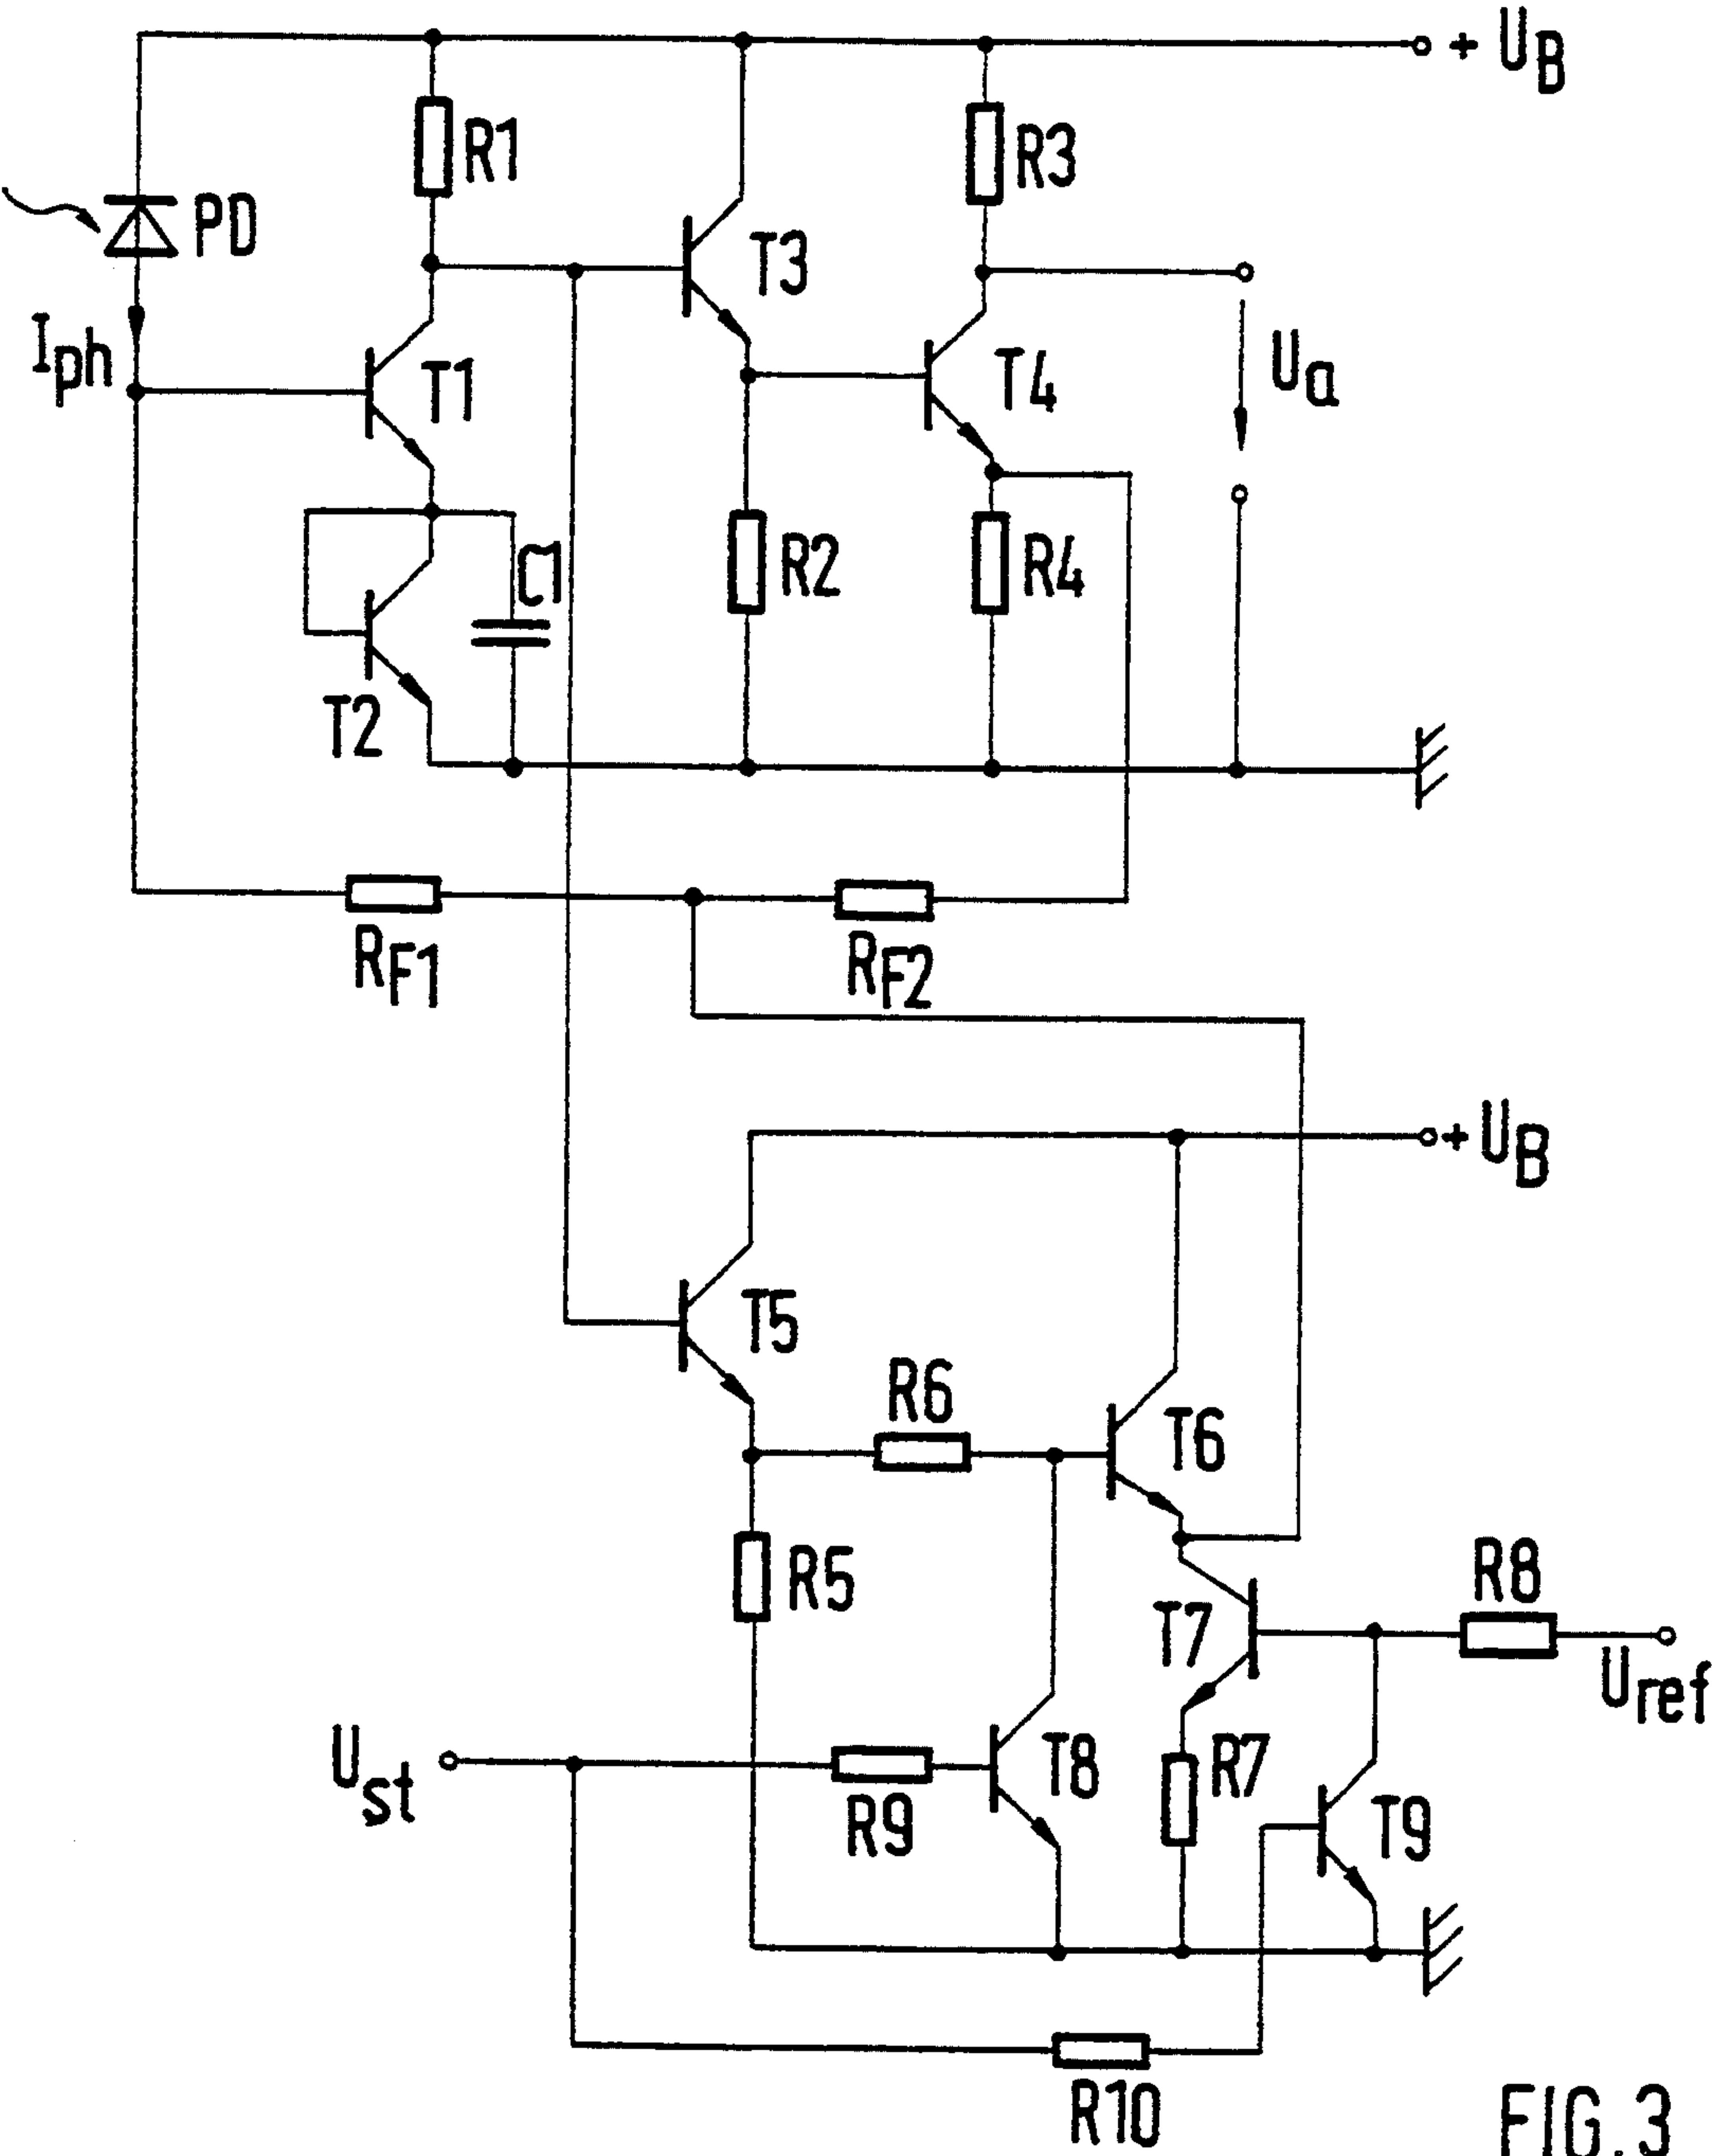 + UB
R1
R3
PD
T3
Iph
T1
T4
Ua
C1
R2
R4
T2
RF1
RF2
+ UB
T5
R6
T6
R5
R8
T7
Uref
Ust
T8
R7
R9
T9
R10
FIG. 3